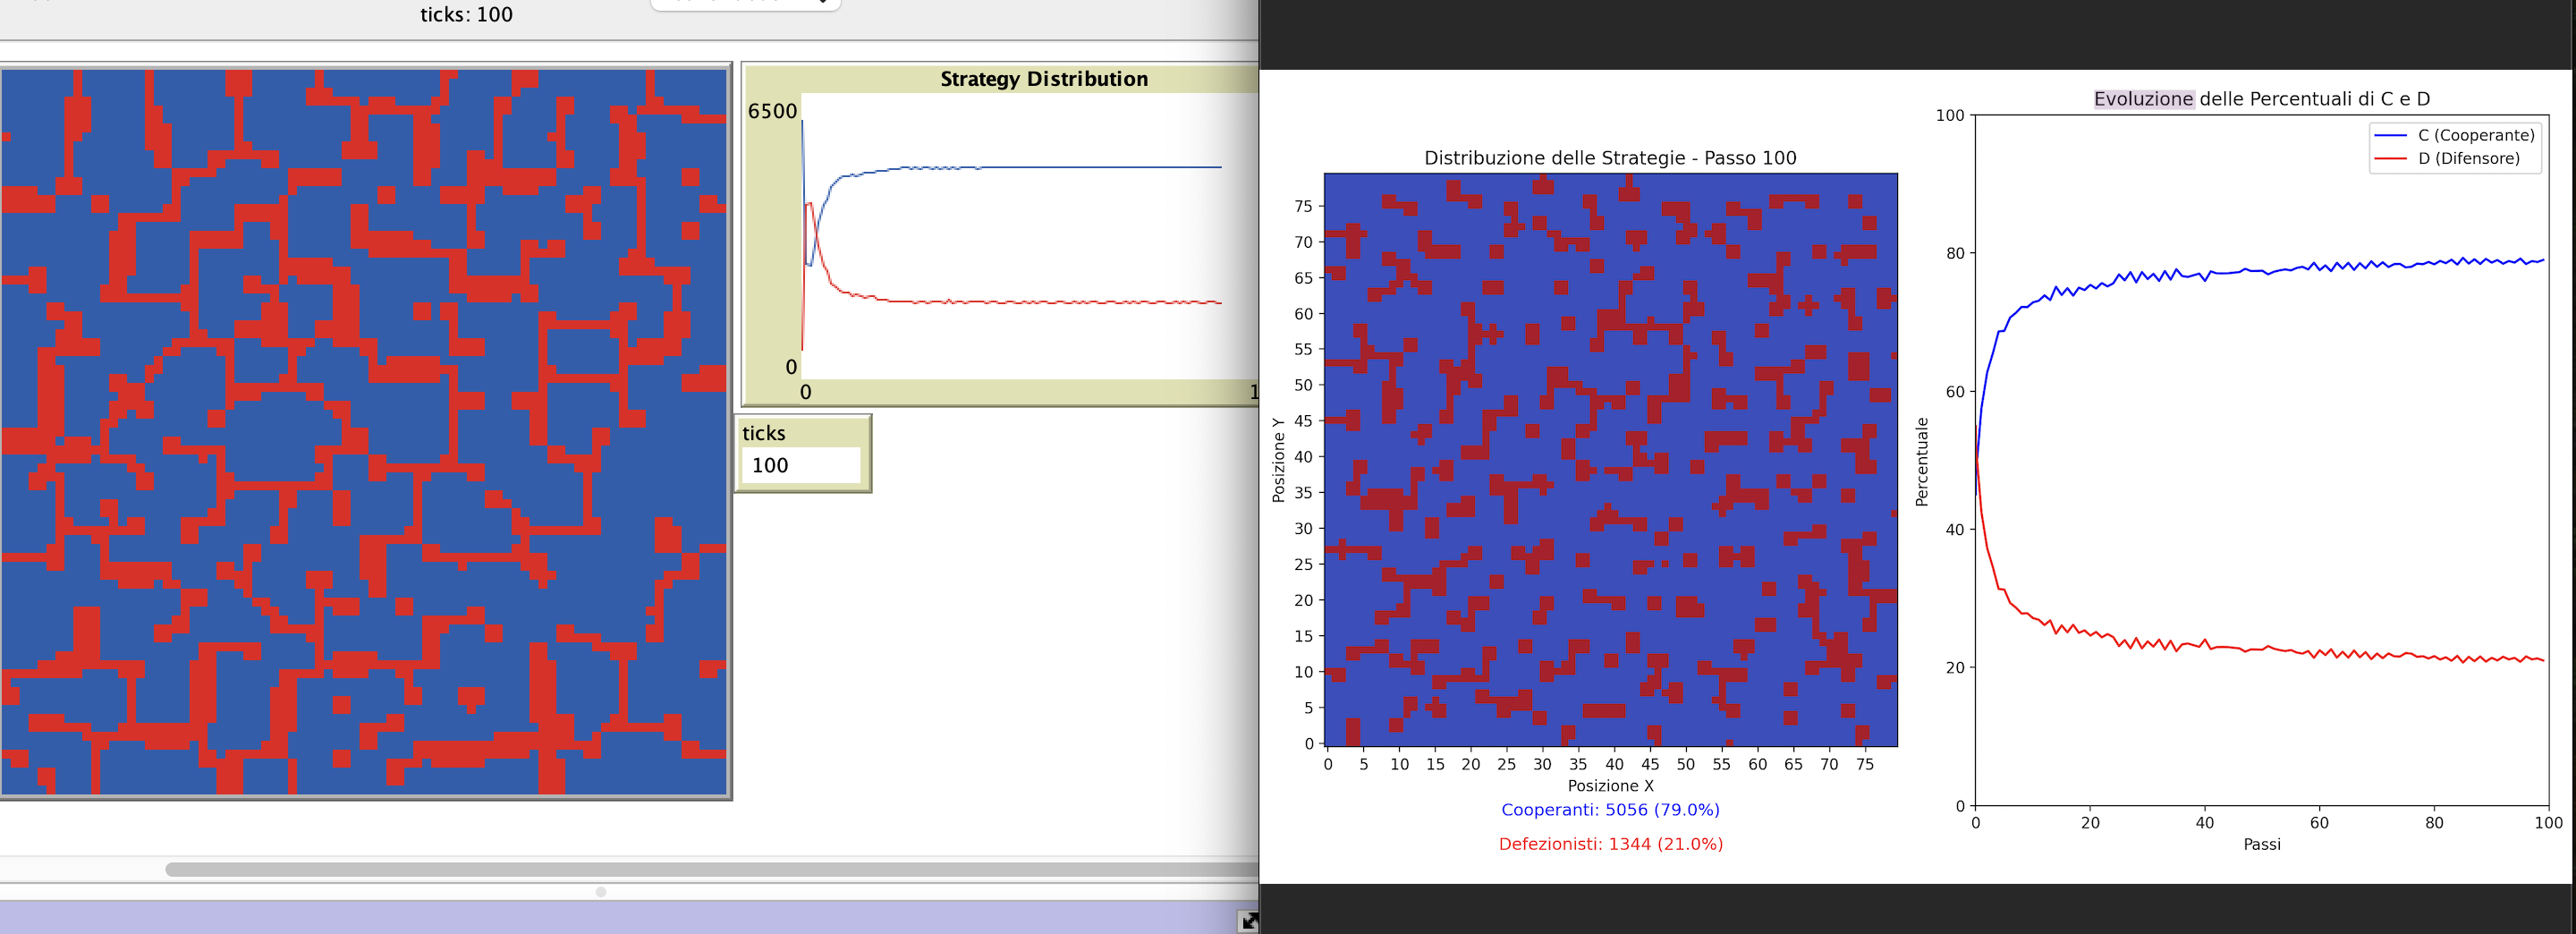 ticks: 100
Strategy Distribution
6500
0
0
1
ticks
100
Distribuzione delle Strategie - Passo 100
75
70
65
60
55
50
45
40
35
30
25
20
15
10
5
0
Posizione Y
0 5 10 15 20 25 30 35 40 45 50 55 60 65 70 75
Posizione X
Cooperanti: 5056 (79.0%)
Defezionisti: 1344 (21.0%)
Evoluzione delle Percentuali di C e D
C (Cooperante)
D (Difensore)
100
80
60
40
20
0
Percentuale
0 20 40 60 80 100
Passi